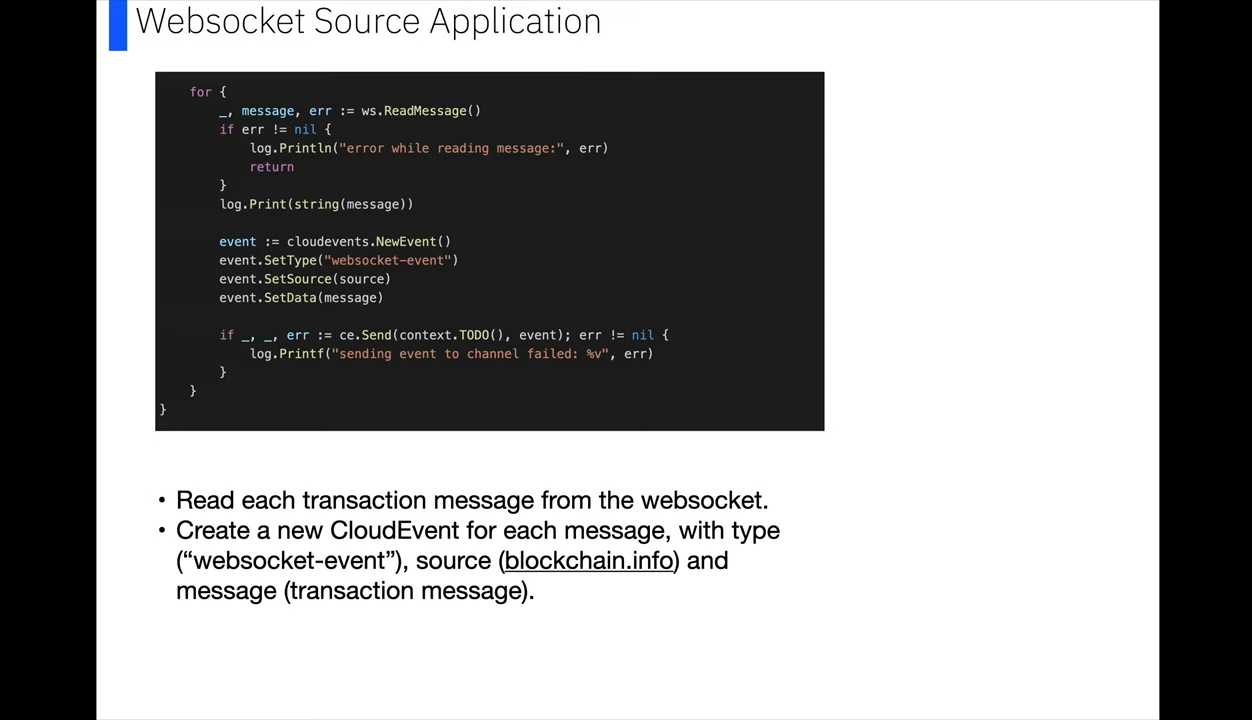 Websocket Source Application
for {
_, message, err := ws.ReadMessage()
if err != nil {
log.Println("error while reading message:", err)
return
}
log.Print(string(message))
event := cloudevents.NewEvent()
event.SetType("websocket-event")
event.SetSource(source)
event.SetData(message)
if _, _, err := ce.Send(context.TODO(), event); err != nil {
log.Printf("sending event to channel failed: %v", err)
}
}
}
• Read each transaction message from the websocket.
• Create a new CloudEvent for each message, with type
(“websocket-event”), source (blockchain.info) and
message (transaction message).